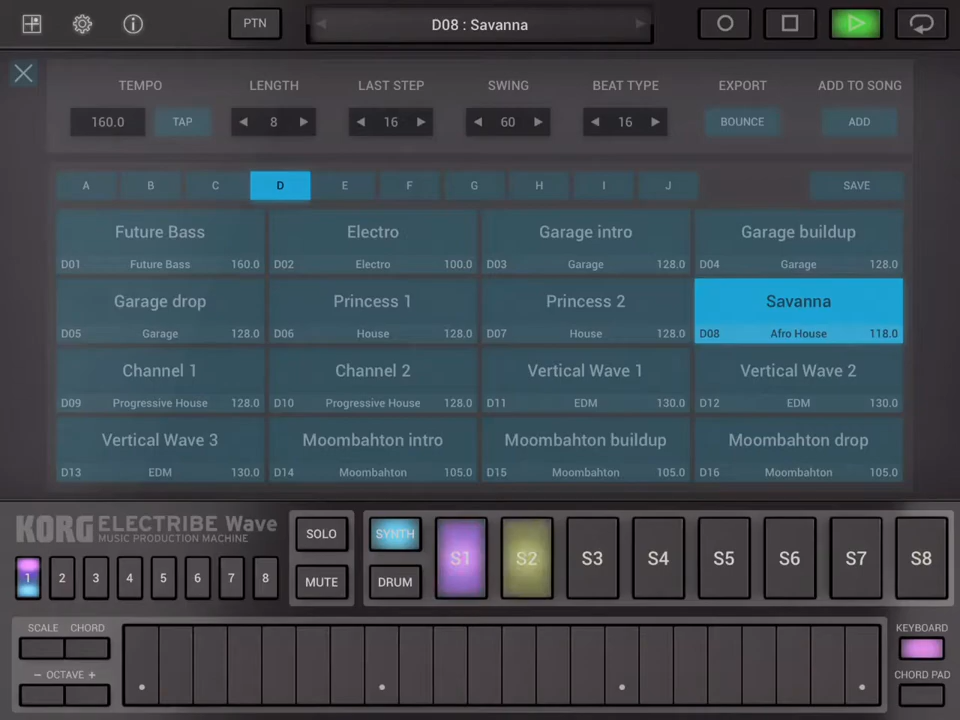 PTN
D08 : Savanna
TEMPO LENGTH LAST STEP SWING BEAT TYPE EXPORT ADD TO SONG
160.0 TAP 8 16 60 16 BOUNCE ADD
A B C D E F G H I J SAVE
Future Bass Electro Garage intro Garage buildup
D01 Future Bass 160.0 D02 Electro 100.0 D03 Garage 128.0 D04 Garage 128.0
Garage drop Princess 1 Princess 2 Savanna
D05 Garage 128.0 D06 House 128.0 D07 House 128.0 D08 Afro House 118.0
Channel 1 Channel 2 Vertical Wave 1 Vertical Wave 2
D09 Progressive House 128.0 D10 Progressive House 128.0 D11 EDM 130.0 D12 EDM 130.0
Vertical Wave 3 Moombahton intro Moombahton buildup Moombahton drop
D13 EDM 130.0 D14 Moombahton 105.0 D15 Moombahton 105.0 D16 Moombahton 105.0
KORG ELECTRIBE Wave
MUSIC PRODUCTION MACHINE
SOLO SYNTH S1 S2 S3 S4 S5 S6 S7 S8
1 2 3 4 5 6 7 8 MUTE DRUM
SCALE CHORD KEYBOARD
− OCTAVE + CHORD PAD